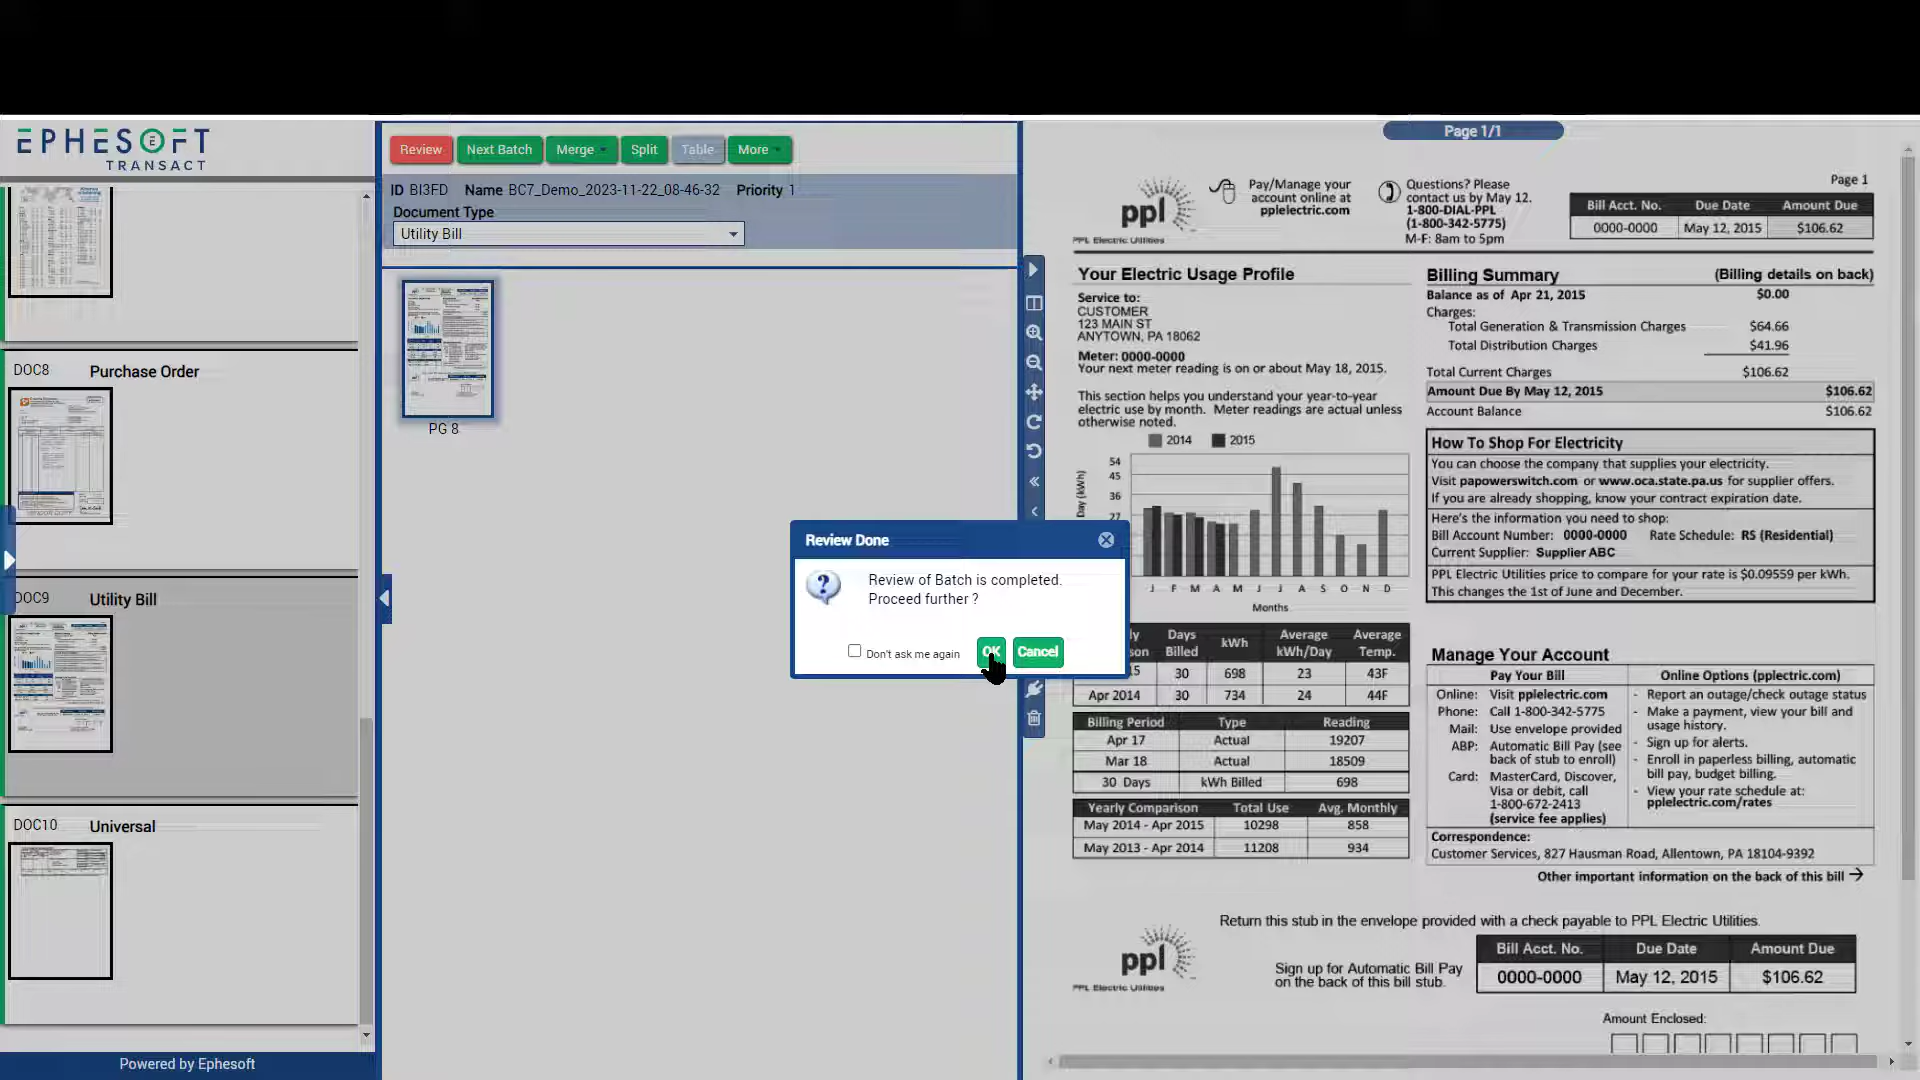 EPHESOFT
TRANSACT
DOC8 Purchase Order
DOC9 Utility Bill
DOC10 Universal
Powered by Ephesoft
Review Next Batch Merge Split Table More
ID BI3FD Name BC7_Demo_2023-11-22_08-46-32 Priority 1
Document Type
Utility Bill
PG 8
Review Done
Review of Batch is completed.
Proceed further ?
Don't ask me again OK Cancel
Page 1/1
Page 1
ppl
PPL Electric Utilities
Pay/Manage your
account online at
pplelectric.com
Questions? Please
contact us by May 12.
1-800-DIAL-PPL
(1-800-342-5775)
M-F: 8am to 5pm
Bill Acct. No. Due Date Amount Due
0000-0000 May 12, 2015 $106.62
Your Electric Usage Profile
Service to:
CUSTOMER
123 MAIN ST
ANYTOWN, PA 18062
Meter: 0000-0000
Your next meter reading is on or about May 18, 2015.
This section helps you understand your year-to-year
electric use by month. Meter readings are actual unless
otherwise noted.
2014 2015
Day (kWh)
54
45
36
27
J F M A M J J A S O N D
Months
Days Billed kWh Average kWh/Day Average Temp.
30 698 23 43F
Apr 2014 30 734 24 44F
Billing Period Type Reading
Apr 17 Actual 19207
Mar 18 Actual 18509
30 Days kWh Billed 698
Yearly Comparison Total Use Avg. Monthly
May 2014 - Apr 2015 10298 858
May 2013 - Apr 2014 11208 934
Billing Summary (Billing details on back)
Balance as of Apr 21, 2015 $0.00
Charges:
Total Generation & Transmission Charges $64.66
Total Distribution Charges $41.96
Total Current Charges $106.62
Amount Due By May 12, 2015 $106.62
Account Balance $106.62
How To Shop For Electricity
You can choose the company that supplies your electricity.
Visit papowerswitch.com or www.oca.state.pa.us for supplier offers.
If you are already shopping, know your contract expiration date.
Here's the information you need to shop:
Bill Account Number: 0000-0000 Rate Schedule: RS (Residential)
Current Supplier: Supplier ABC
PPL Electric Utilities price to compare for your rate is $0.09559 per kWh.
This changes the 1st of June and December.
Manage Your Account
Pay Your Bill
Online: Visit pplelectric.com
Phone: Call 1-800-342-5775
Mail: Use envelope provided
ABP: Automatic Bill Pay (see
back of stub to enroll)
Card: MasterCard, Discover,
Visa or debit, call
1-800-672-2413
(service fee applies)
Online Options (pplelectric.com)
- Report an outage/check outage status
- Make a payment, view your bill and
usage history.
- Sign up for alerts.
- Enroll in paperless billing, automatic
bill pay, budget billing.
- View your rate schedule at:
pplelectric.com/rates
Correspondence:
Customer Services, 827 Hausman Road, Allentown, PA 18104-9392
Other important information on the back of this bill →
Return this stub in the envelope provided with a check payable to PPL Electric Utilities.
ppl
PPL Electric Utilities
Sign up for Automatic Bill Pay
on the back of this bill stub.
Bill Acct. No. Due Date Amount Due
0000-0000 May 12, 2015 $106.62
Amount Enclosed: